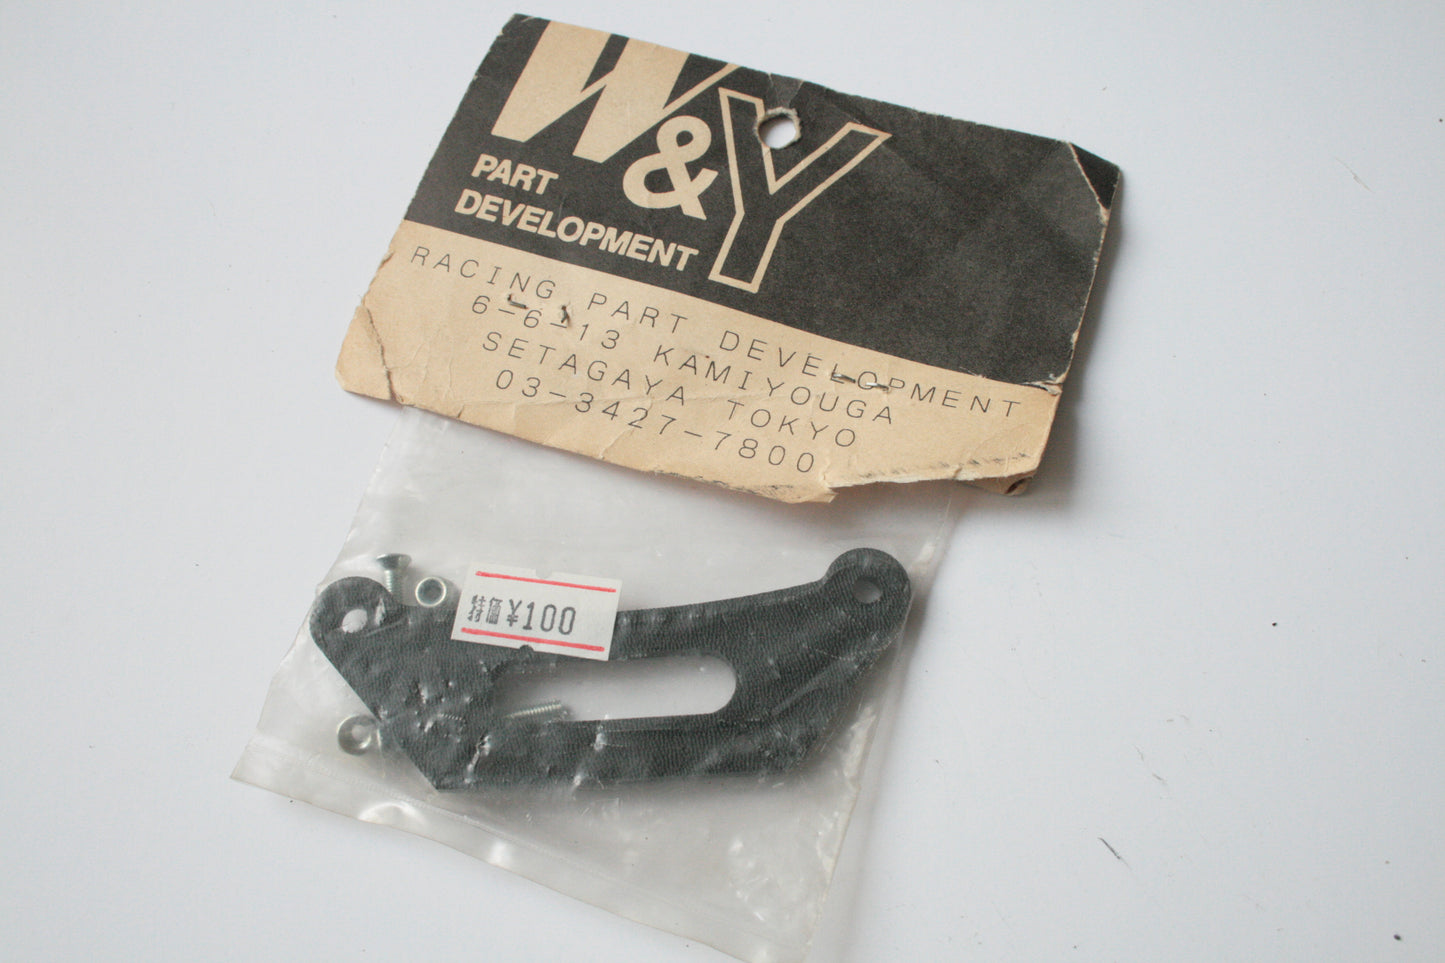 W&Y
PART
DEVELOPMENT
RACING PART DEVELOPMENT
6-6-13 KAMIYOUGA
SETAGAYA TOKYO
03-3427-7800
特価¥100